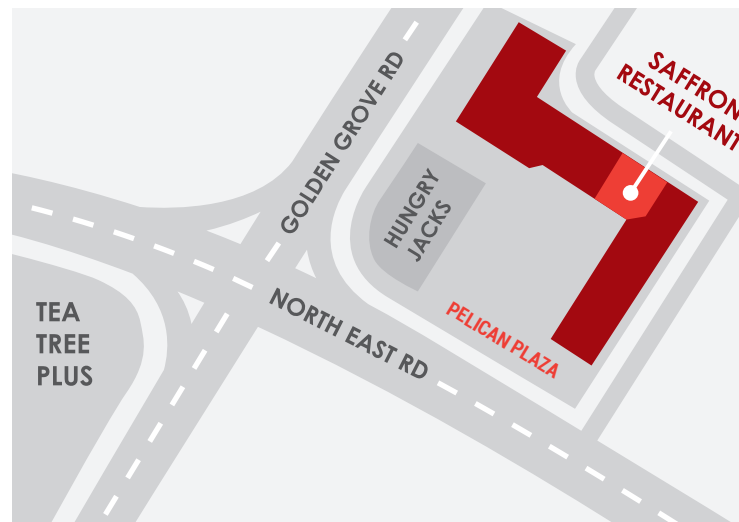 SAFFRON
RESTAURANT
GOLDEN GROVE RD
HUNGRY
JACKS
NORTH EAST RD
PELICAN PLAZA
TEA
TREE
PLUS